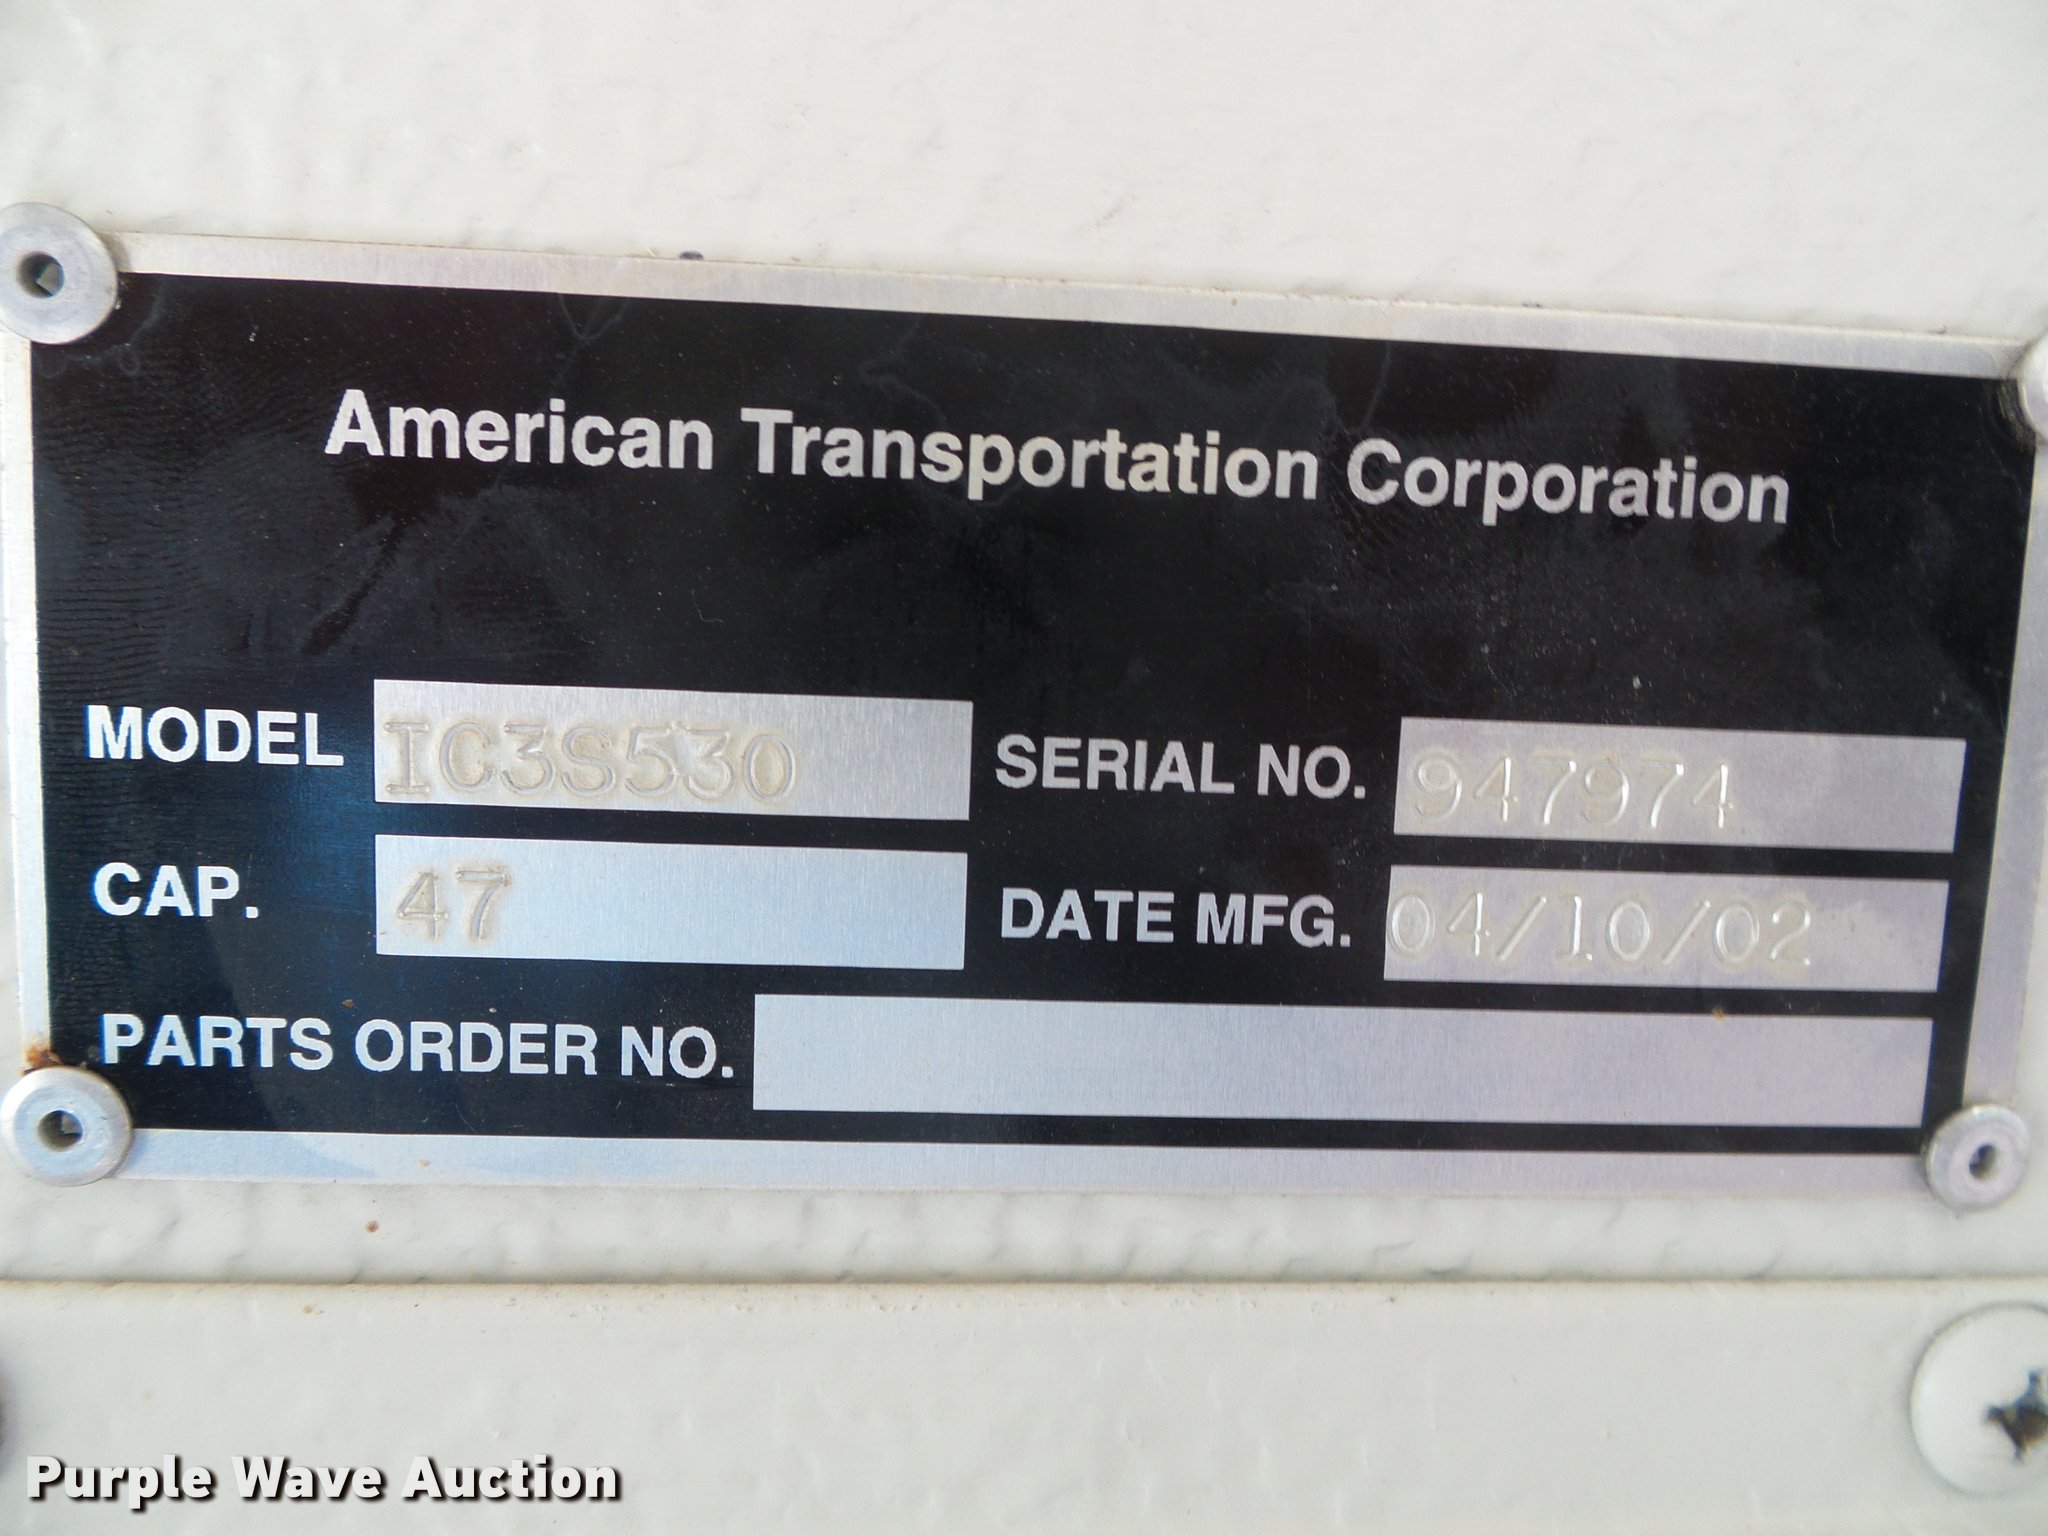 American Transportation Corporation
MODEL IC3S530 SERIAL NO. 947974
CAP. 47 DATE MFG. 04/10/02
PARTS ORDER NO.
Purple Wave Auction